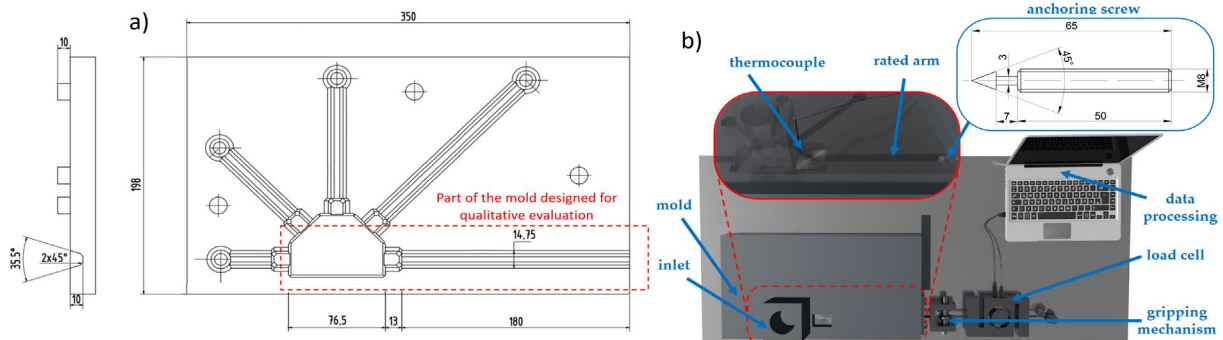 a)
350
10
198
35,5°
2x45°
10
Part of the mold designed for
qualitative evaluation
14,75
76,5
13
180
b)
anchoring screw
65
3
45°
M8
7
50
thermocouple
rated arm
mold
inlet
data
processing
load cell
gripping
mechanism